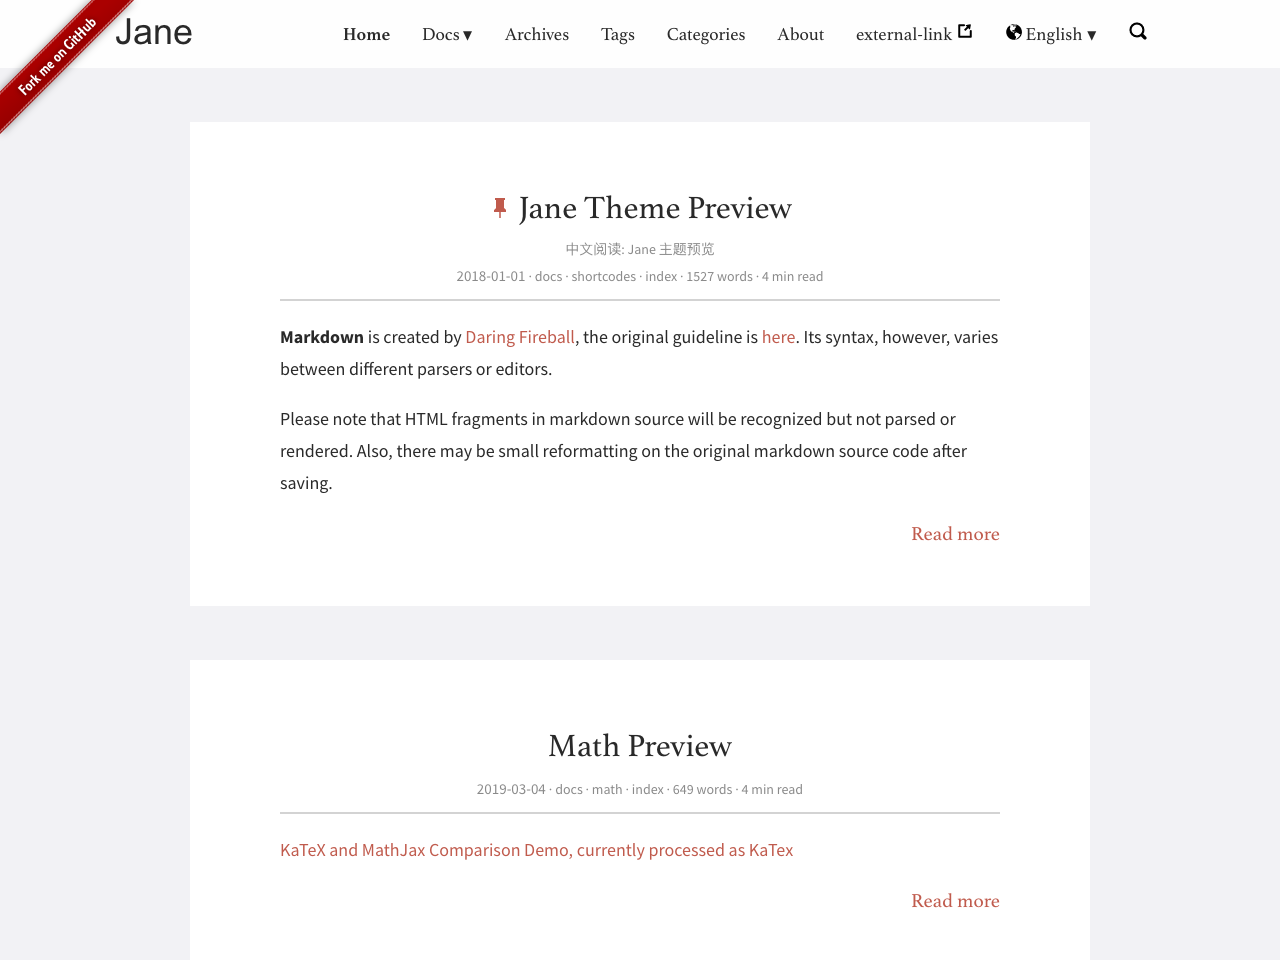 Fork me on GitHub
Jane
Home Docs ▾ Archives Tags Categories About external-link English ▾
Jane Theme Preview
中文阅读: Jane 主题预览
2018-01-01 · docs · shortcodes · index · 1527 words · 4 min read
Markdown is created by Daring Fireball, the original guideline is here. Its syntax, however, varies
between different parsers or editors.
Please note that HTML fragments in markdown source will be recognized but not parsed or
rendered. Also, there may be small reformatting on the original markdown source code after
saving.
Read more
Math Preview
2019-03-04 · docs · math · index · 649 words · 4 min read
KaTeX and MathJax Comparison Demo, currently processed as KaTex
Read more